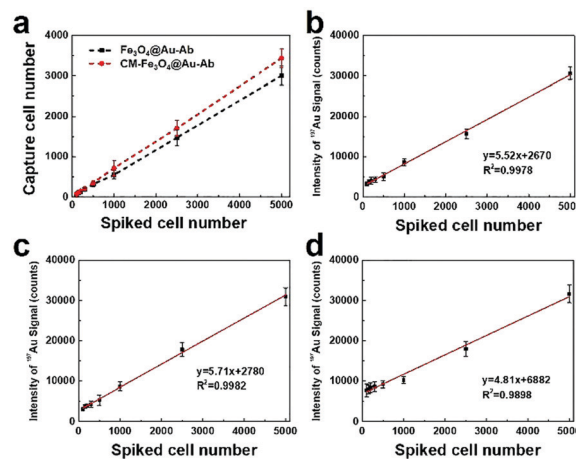 a
Capture cell number
4000
3000
2000
1000
0
Fe₃O₄@Au-Ab
CM-Fe₃O₄@Au-Ab
0 1000 2000 3000 4000 5000
Spiked cell number
b
Intensity of ¹⁹⁷Au Signal (counts)
40000
30000
20000
10000
0
y=5.52x+2670
R²=0.9978
0 1000 2000 3000 4000 5000
Spiked cell number
c
Intensity of ¹⁹⁷Au Signal (counts)
40000
30000
20000
10000
0
y=5.71x+2780
R²=0.9982
0 1000 2000 3000 4000 5000
Spiked cell number
d
Intensity of ¹⁹⁷Au Signal (counts)
40000
30000
20000
10000
0
y=4.81x+6882
R²=0.9898
0 1000 2000 3000 4000 5000
Spiked cell number